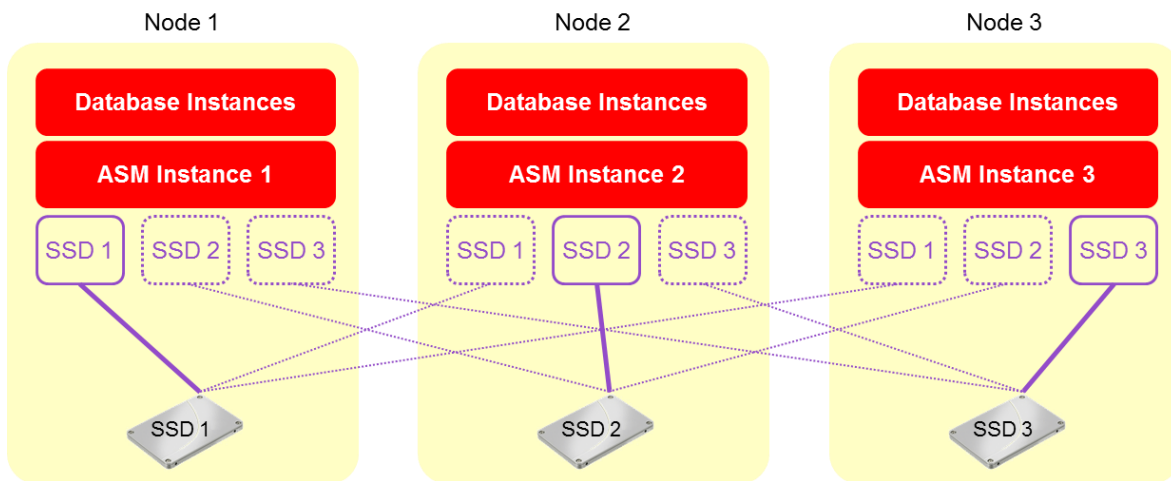 Node 1
Node 2
Node 3
Database Instances
Database Instances
Database Instances
ASM Instance 1
ASM Instance 2
ASM Instance 3
SSD 1
SSD 2
SSD 3
SSD 1
SSD 2
SSD 3
SSD 1
SSD 2
SSD 3
SSD 1
SSD 2
SSD 3